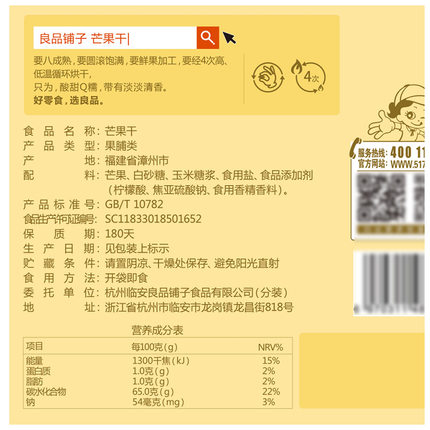 良品铺子 芒果干
要八成熟,要圆滚饱满,要鲜果加工,要经4次高、
低温循环烘干,
只为,酸甜Q糯,带有淡淡清香。
好零食,选良品。
4次
服务热线:400 11
官方网站:WWW.517
食品名称:芒果干
产品类型:果脯类
产地:福建省漳州市
配料:芒果、白砂糖、玉米糖浆、食用盐、食品添加剂
(柠檬酸、焦亚硫酸钠、食用香精香料)。
产品标准号:GB/T 10782
食品生产许可证编号:SC11833018501652
保质期:180天
生产日期:见包装上标示
贮藏条件:请置阴凉、干燥处保存、避免阳光直射
食用方法:开袋即食
委托单位:杭州临安良品铺子食品有限公司(分装)
地址:浙江省杭州市临安市龙岗镇龙昌街818号
营养成分表
项目 每100克(g) NRV%
能量 1300千焦(kJ) 15%
蛋白质 1.0克(g) 2%
脂肪 1.0克(g) 2%
碳水化合物 65.0克(g) 22%
钠 54毫克(mg) 3%